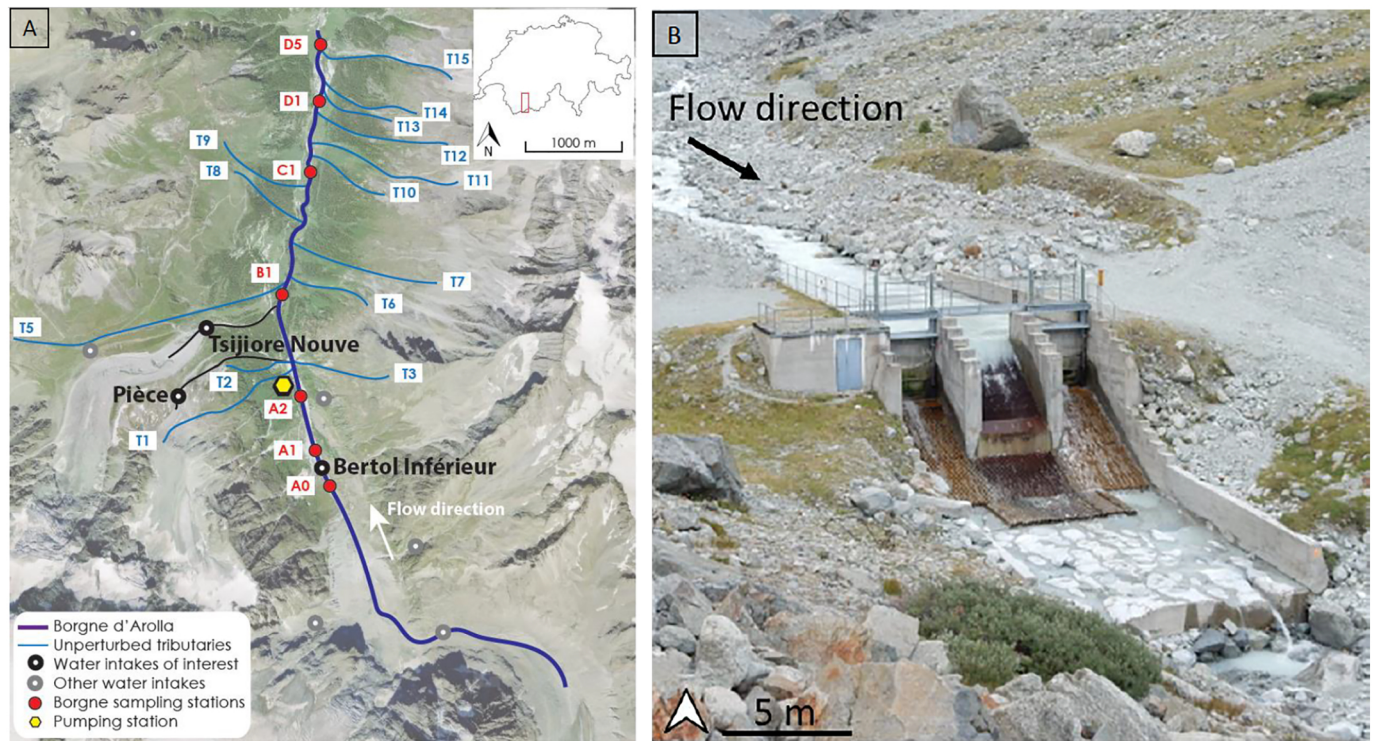 A
D5
T15
D1
T14
T13
T9
T12
T8
C1
T11
T10
N
1000 m
B1
T7
T6
T5
Tsijiore Nouve
T2
T3
Pièce
A2
T1
A1
Bertol Inférieur
A0
Flow direction
Borgne d'Arolla
Unperturbed tributaries
Water intakes of interest
Other water intakes
Borgne sampling stations
Pumping station
B
Flow direction
5 m